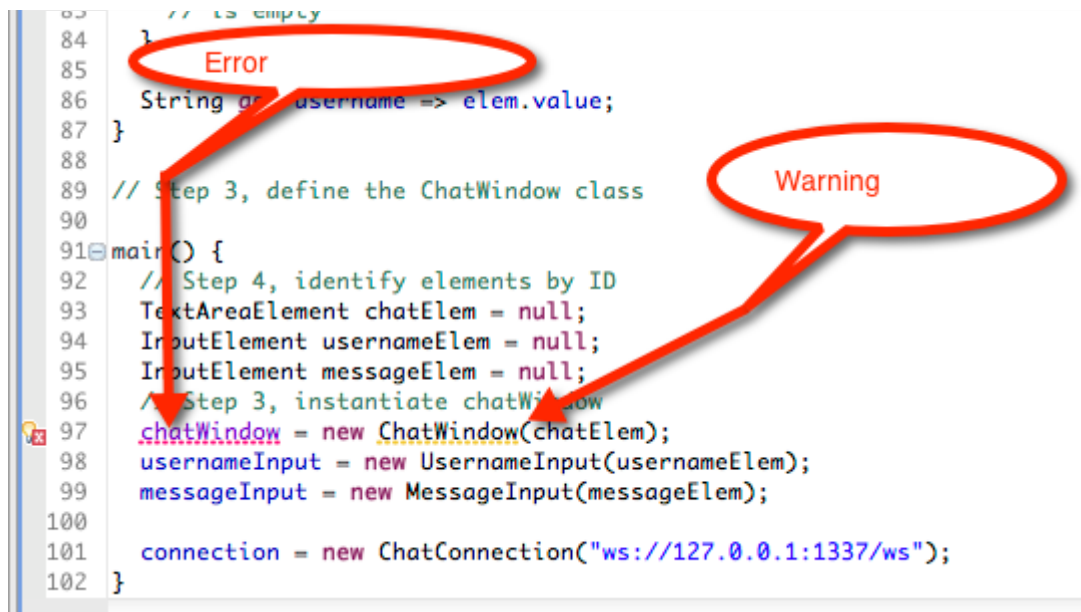 83 // is empty
84 }
85
Error
86 String get username => elem.value;
87 }
88
89 // Step 3, define the ChatWindow class
Warning
90
91 main() {
92 // Step 4, identify elements by ID
93 TextAreaElement chatElem = null;
94 InputElement usernameElem = null;
95 InputElement messageElem = null;
96 // Step 3, instantiate chatWindow
97 chatWindow = new ChatWindow(chatElem);
98 usernameInput = new UsernameInput(usernameElem);
99 messageInput = new MessageInput(messageElem);
100
101 connection = new ChatConnection("ws://127.0.0.1:1337/ws");
102 }